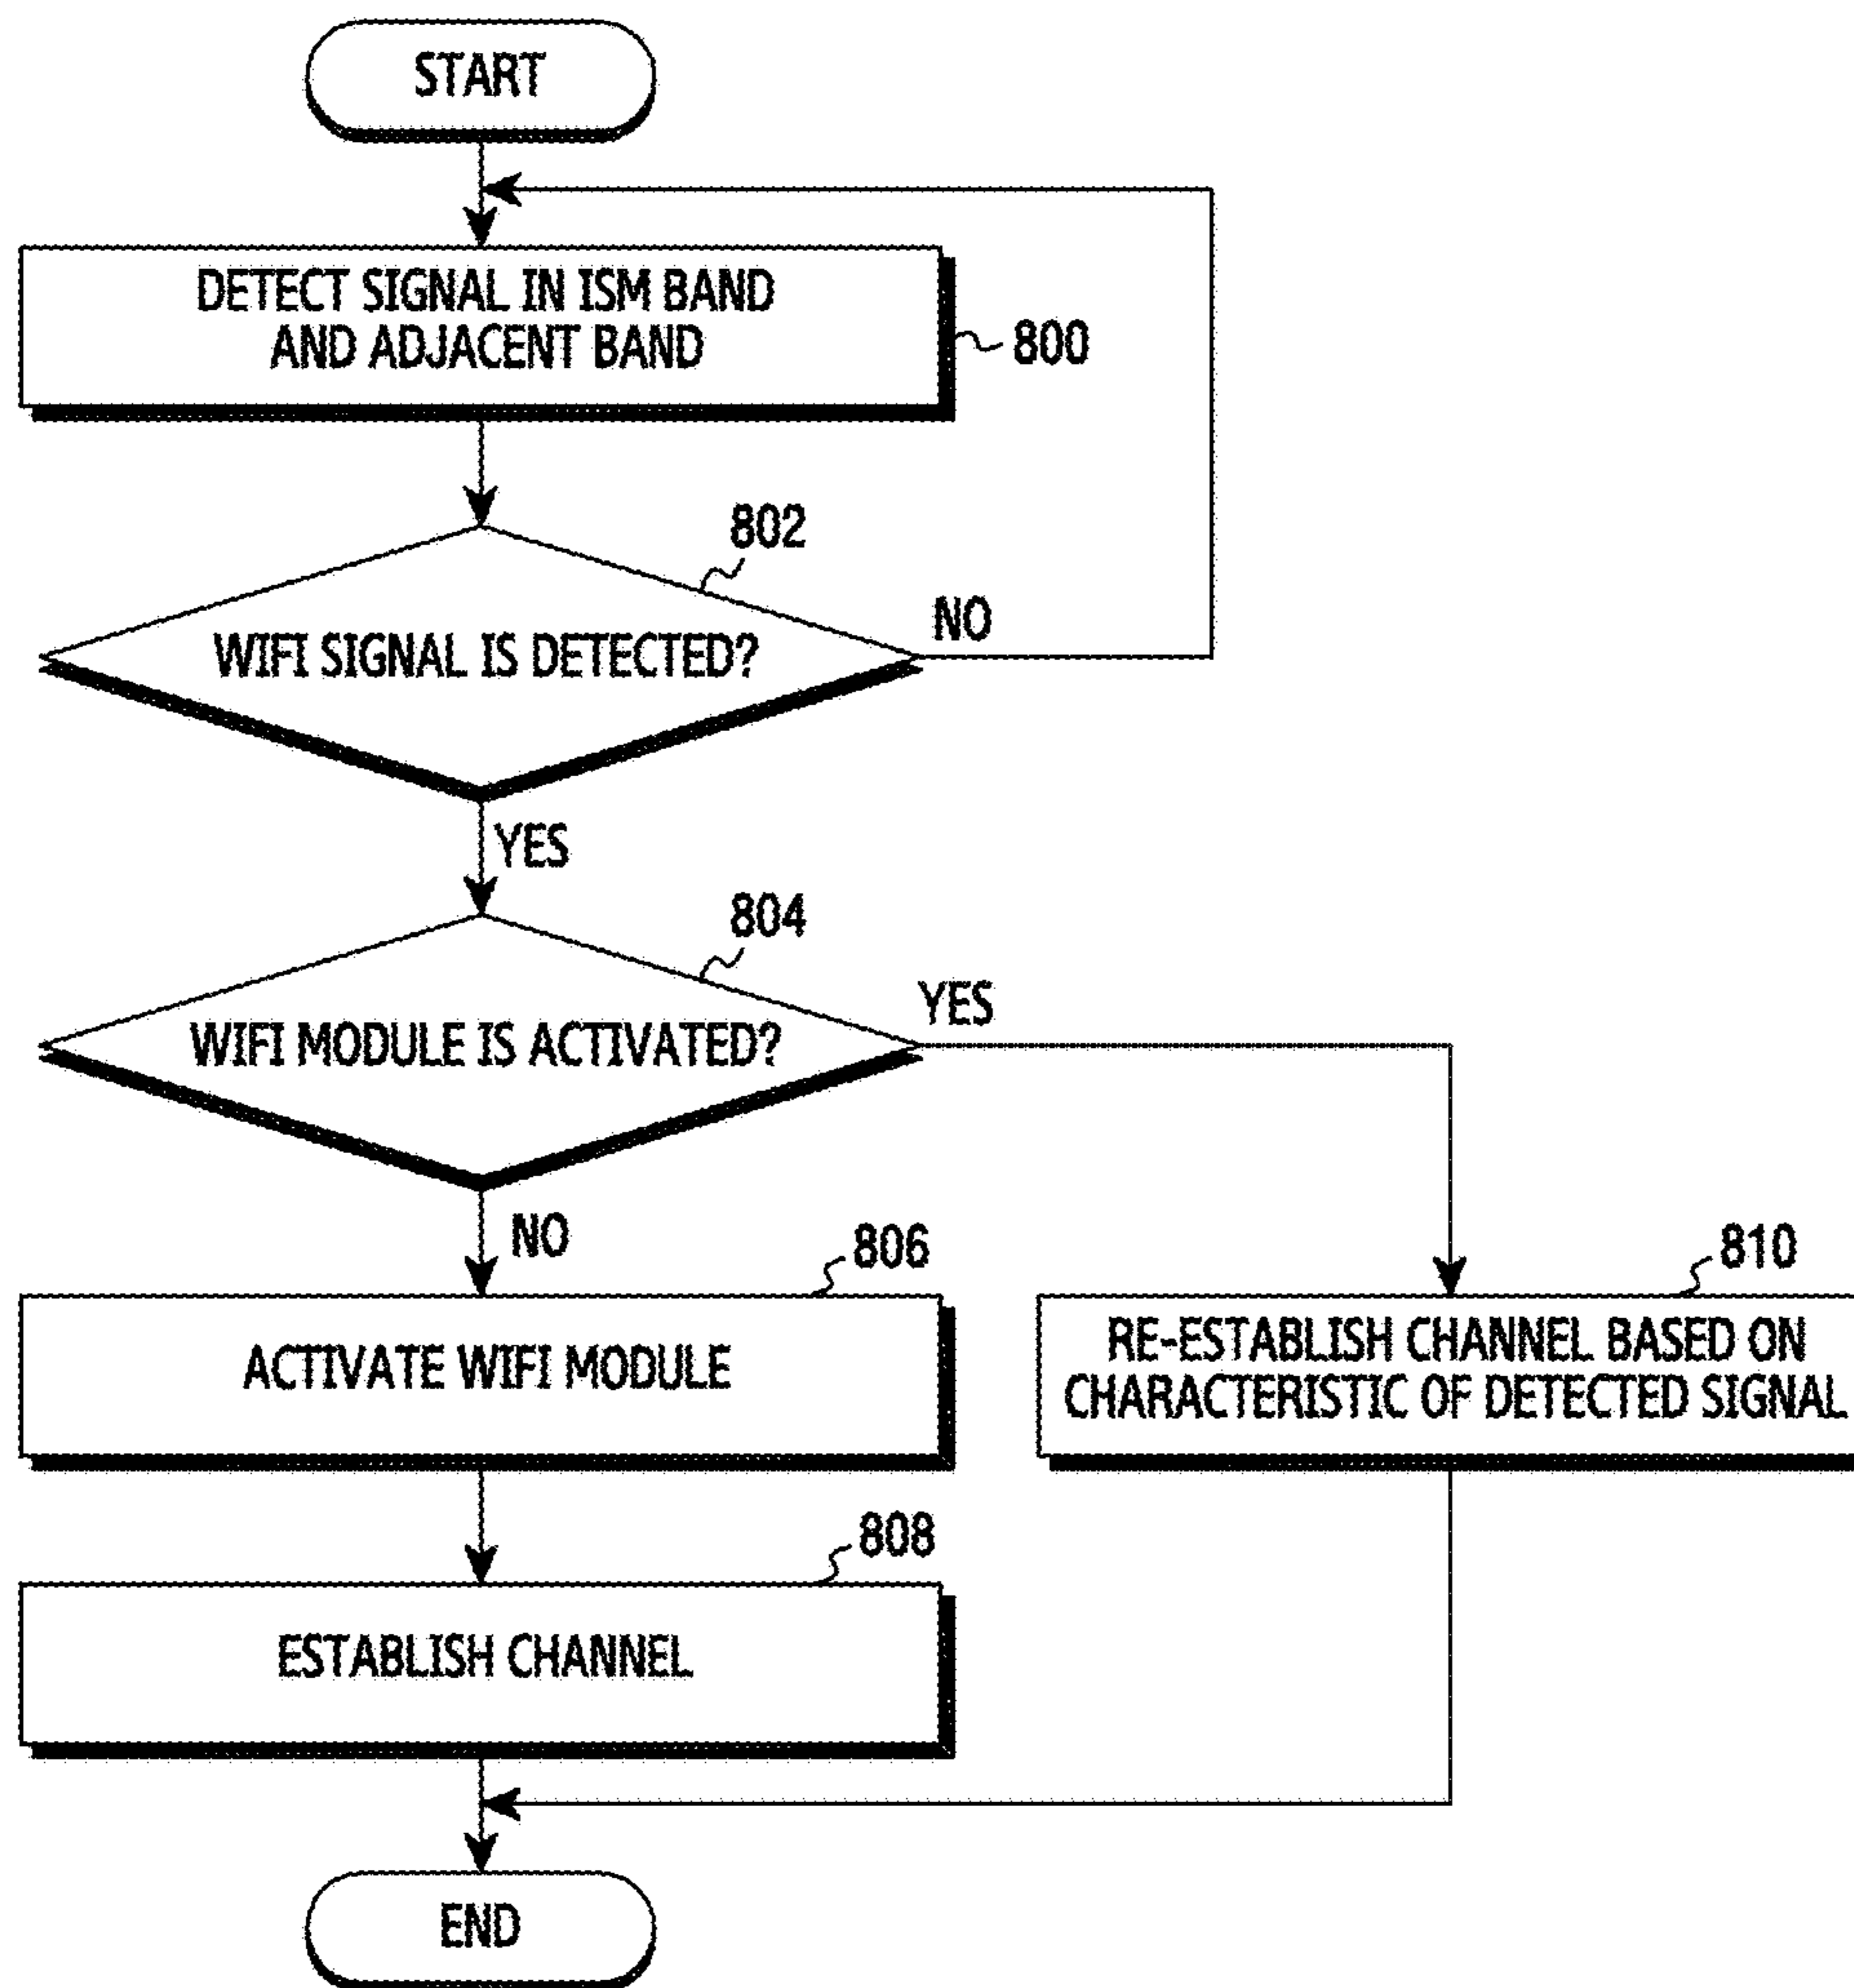 START
DETECT SIGNAL IN ISM BAND
AND ADJACENT BAND
800
802
WIFI SIGNAL IS DETECTED?
NO
YES
804
WIFI MODULE IS ACTIVATED?
YES
NO
806
ACTIVATE WIFI MODULE
810
RE-ESTABLISH CHANNEL BASED ON
CHARACTERISTIC OF DETECTED SIGNAL
808
ESTABLISH CHANNEL
END